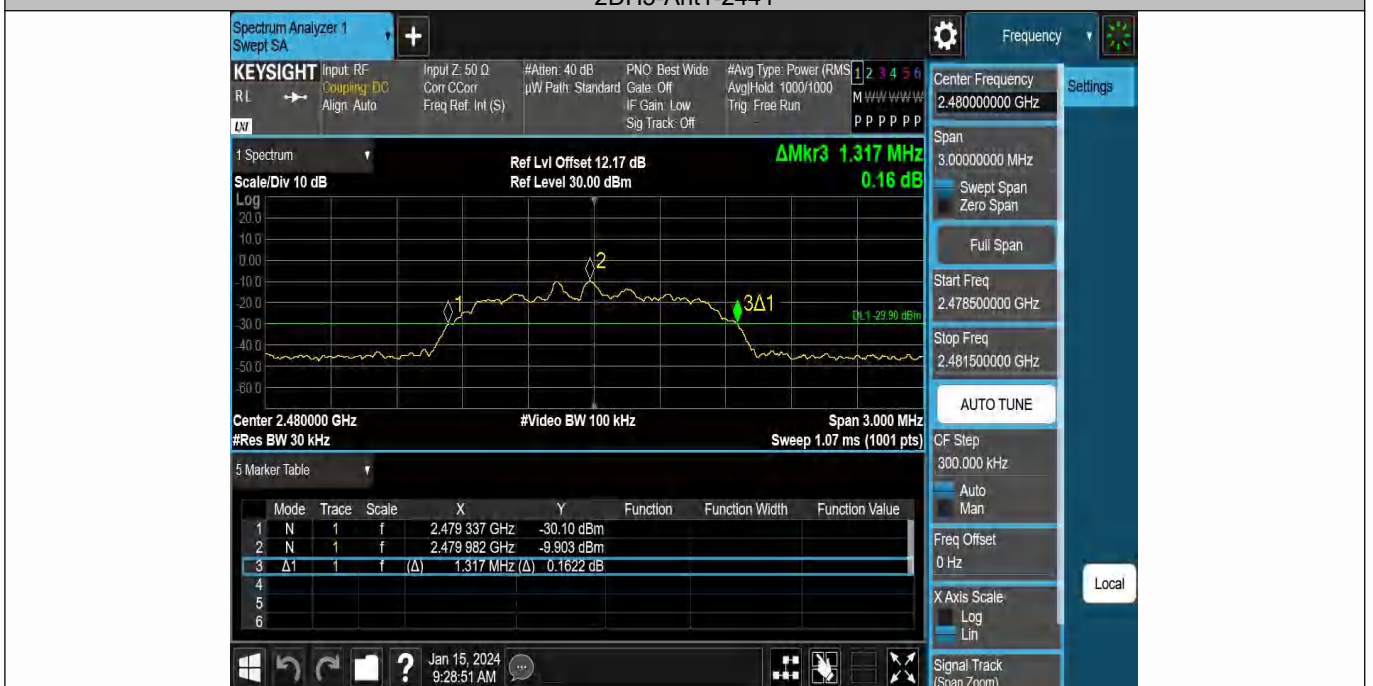 Spectrum Analyzer 1
Swept SA
+
Frequency
KEYSIGHT
RL
LXI
Input: RF
Coupling: DC
Align: Auto
Input Z: 50 Ω
Corr CCorr
Freq Ref: Int (S)
#Atten: 40 dB
µW Path: Standard
PNO: Best Wide
Gate: Off
IF Gain: Low
Sig Track: Off
#Avg Type: Power (RMS
Avg|Hold: 1000/1000
Trig: Free Run
1 2 3 4 5 6
M W W W W W
P P P P P P
1 Spectrum
Scale/Div 10 dB
Ref Lvl Offset 12.17 dB
Ref Level 30.00 dBm
ΔMkr3 1.317 MHz
0.16 dB
Log
20.0
10.0
0.00
-10.0
-20.0
-30.0
-40.0
-50.0
-60.0
1
2
3Δ1
DL1 -29.90 dBm
Center 2.480000 GHz
#Video BW 100 kHz
Span 3.000 MHz
#Res BW 30 kHz
Sweep 1.07 ms (1001 pts)
5 Marker Table
Mode Trace Scale X Y Function Function Width Function Value
1 N 1 f 2.479 337 GHz -30.10 dBm
2 N 1 f 2.479 982 GHz -9.903 dBm
3 Δ1 1 f (Δ) 1.317 MHz (Δ) 0.1622 dB
4
5
6
Jan 15, 2024
9:28:51 AM
?
Center Frequency
2.480000000 GHz
Settings
Span
3.00000000 MHz
Swept Span
Zero Span
Full Span
Start Freq
2.478500000 GHz
Stop Freq
2.481500000 GHz
AUTO TUNE
CF Step
300.000 kHz
Auto
Man
Freq Offset
0 Hz
X Axis Scale
Log
Lin
Local
Signal Track
(Span Zoom)